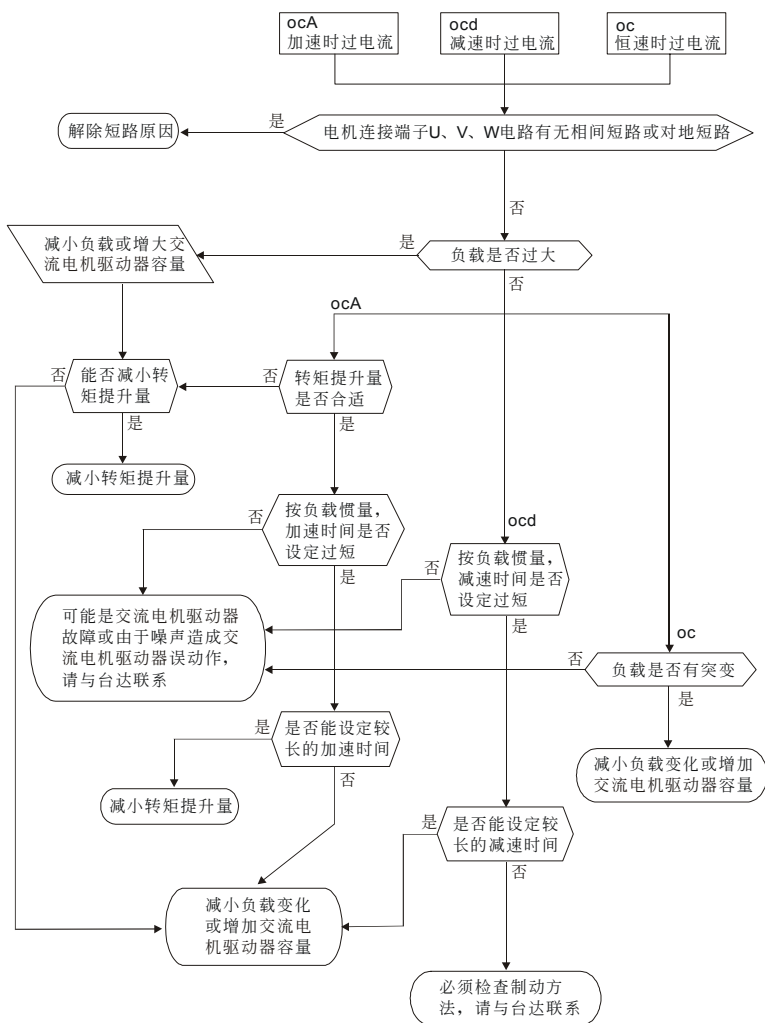 ocA
加速时过电流
ocd
减速时过电流
oc
恒速时过电流
解除短路原因
是
电机连接端子U、V、W电路有无相间短路或对地短路
否
减小负载或增大交
流电机驱动器容量
是
负载是否过大
否
ocA
否
能否减小转
矩提升量
否
转矩提升量
是否合适
是
是
减小转矩提升量
否
按负载惯量，
加速时间是否
设定过短
ocd
否
按负载惯量，
减速时间是否
设定过短
是
可能是交流电机驱动器
故障或由于噪声造成交
流电机驱动器误动作，
请与台达联系
是
oc
否
负载是否有突变
是
是
是否能设定较
长的加速时间
否
减小负载变化或增加
交流电机驱动器容量
减小转矩提升量
是
是否能设定较
长的减速时间
否
减小负载变化
或增加交流电
机驱动器容量
必须检查制动方
法，请与台达联系